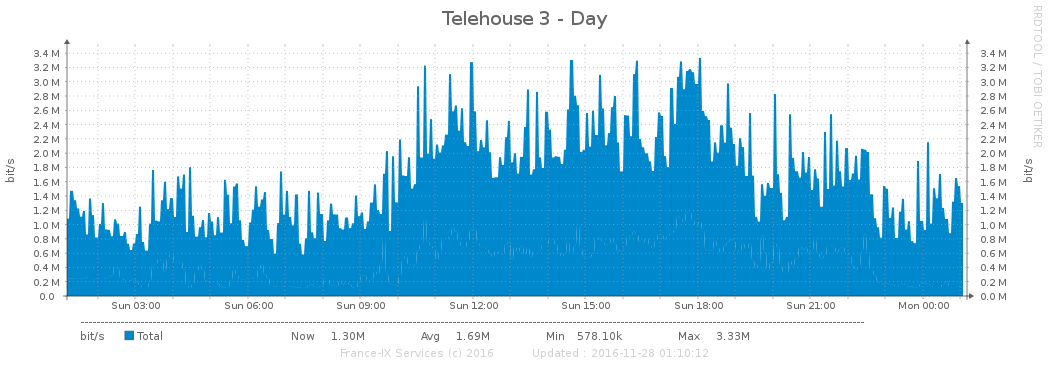 Telehouse 3 - Day
RRDTOOL / TOBI OETIKER
bit/s
3.4 M 3.4 M
3.2 M 3.2 M
3.0 M 3.0 M
2.8 M 2.8 M
2.6 M 2.6 M
2.4 M 2.4 M
2.2 M 2.2 M
2.0 M 2.0 M
1.8 M 1.8 M
1.6 M 1.6 M
1.4 M 1.4 M
1.2 M 1.2 M
1.0 M 1.0 M
0.8 M 0.8 M
0.6 M 0.6 M
0.4 M 0.4 M
0.2 M 0.2 M
0.0 0.0 M
bit/s
Sun 03:00 Sun 06:00 Sun 09:00 Sun 12:00 Sun 15:00 Sun 18:00 Sun 21:00 Mon 00:00
bit/s Total Now 1.30M Avg 1.69M Min 578.10k Max 3.33M
France-IX Services (c) 2016 Updated : 2016-11-28 01:10:12